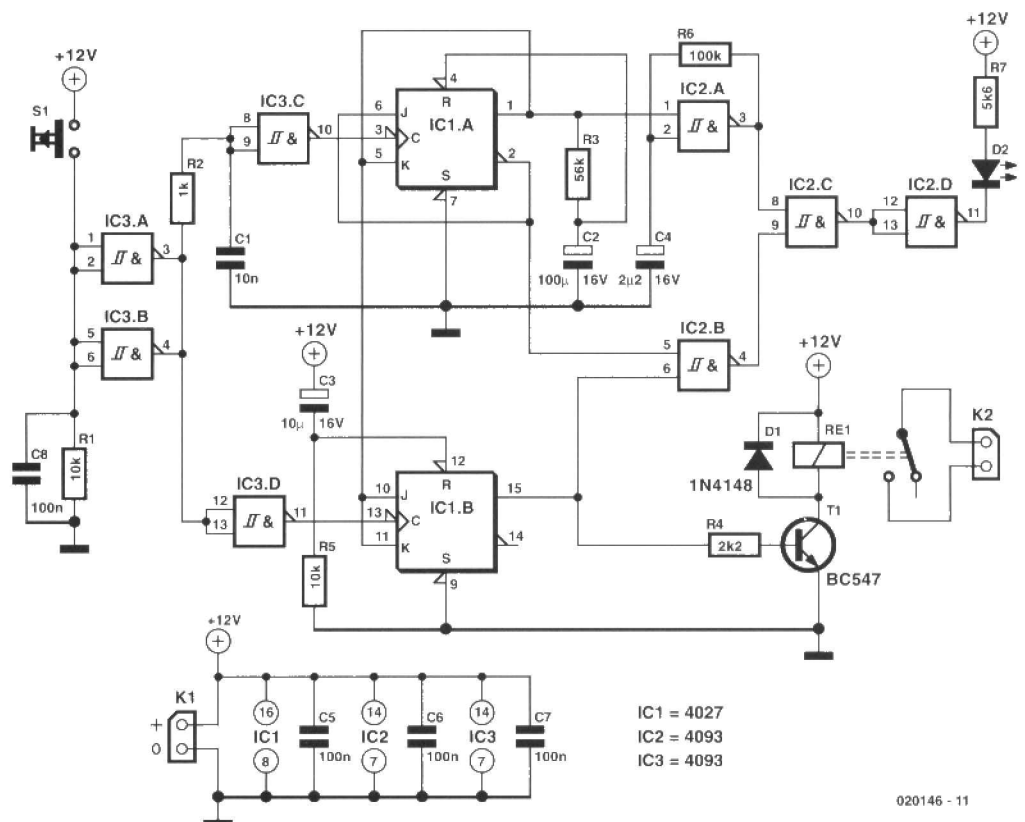 +12V
S1
R2
1k
IC3.C
8
9
&
10
C1
10n
IC3.A
1
2
&
3
IC3.B
5
6
&
4
C8
100n
R1
10k
IC3.D
12
13
&
11
4
R
6
J
IC1.A
1
3
C
5
K
2
S
7
R3
56k
C2
100µ
16V
C4
2µ2
16V
R6
100k
IC2.A
1
2
&
3
IC2.B
5
6
&
4
IC2.C
8
9
&
10
IC2.D
12
13
&
11
+12V
R7
5k6
D2
+12V
C3
10µ
16V
R5
10k
12
R
10
J
IC1.B
15
13
C
11
K
14
S
9
+12V
D1
1N4148
RE1
K2
R4
2k2
T1
BC547
+12V
K1
+
0
16
IC1
8
C5
100n
14
IC2
7
C6
100n
14
IC3
7
C7
100n
IC1 = 4027
IC2 = 4093
IC3 = 4093
020146 - 11